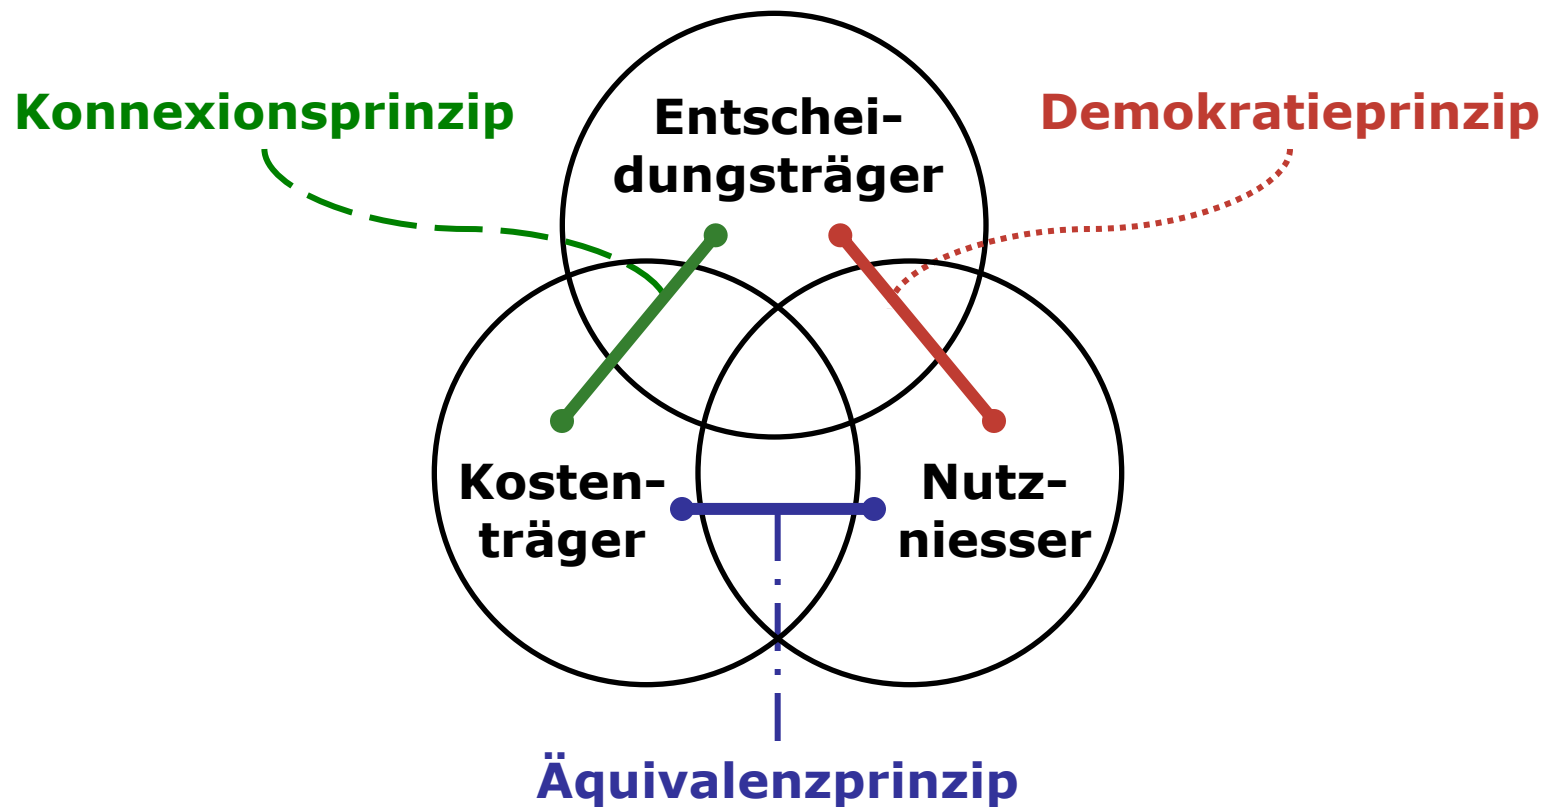 Konnexionsprinzip
Demokratieprinzip
Entschei-
dungsträger
Kosten-
träger
Nutz-
niesser
Äquivalenzprinzip